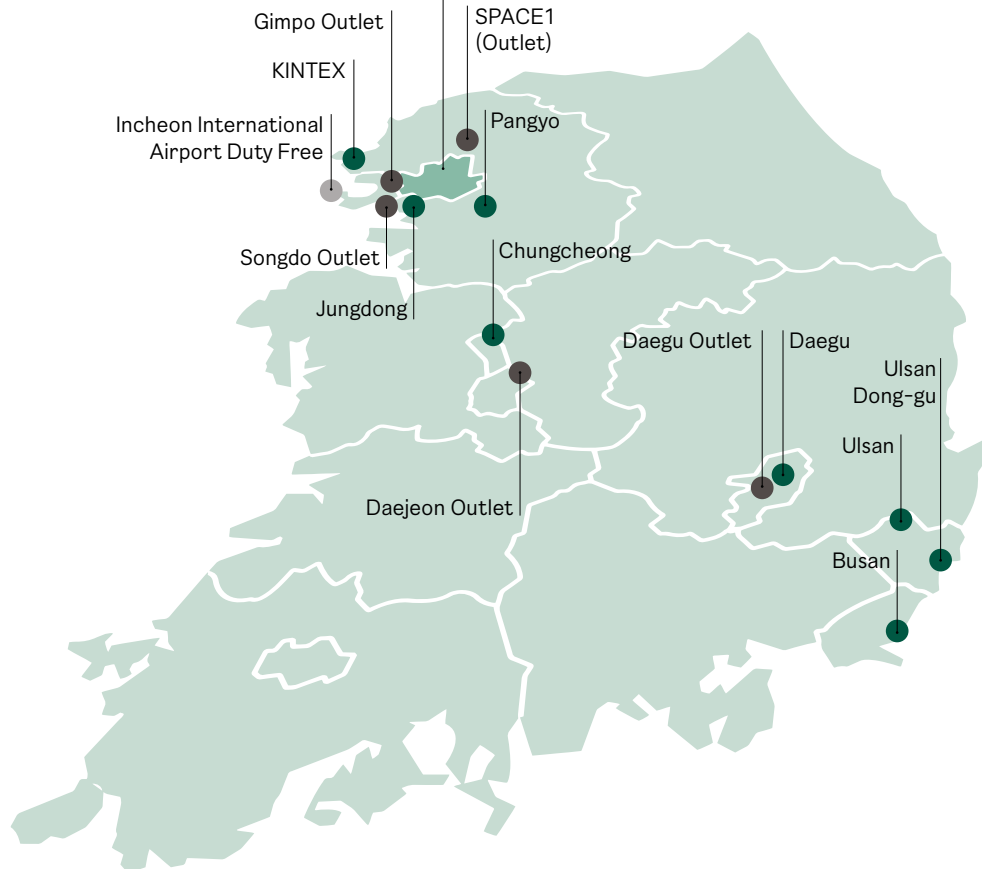 Gimpo Outlet
SPACE1
(Outlet)
KINTEX
Incheon International
Airport Duty Free
Pangyo
Songdo Outlet
Chungcheong
Jungdong
Daegu Outlet
Daegu
Ulsan
Dong-gu
Ulsan
Daejeon Outlet
Busan